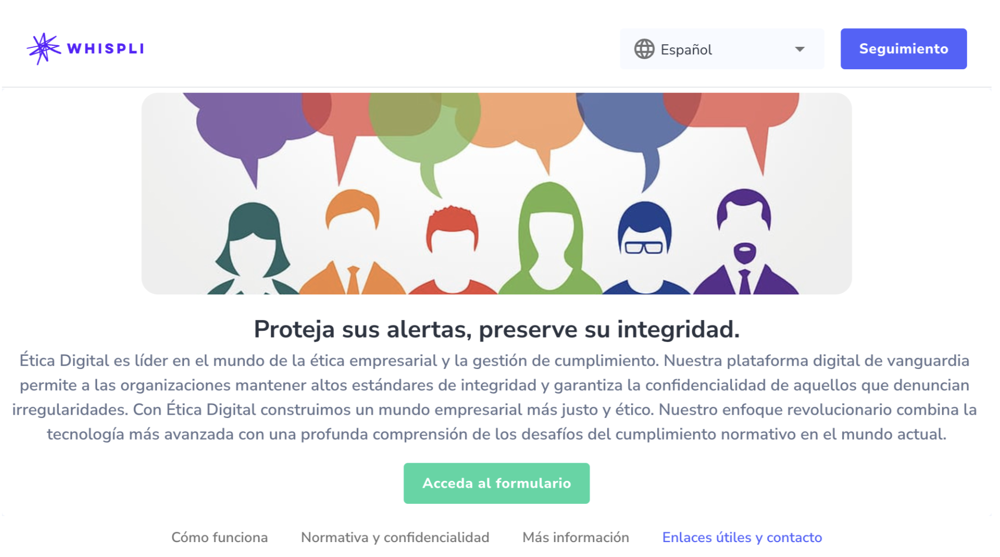 WHISPLI
Español
Seguimiento
Proteja sus alertas, preserve su integridad.
Ética Digital es líder en el mundo de la ética empresarial y la gestión de cumplimiento. Nuestra plataforma digital de vanguardia
permite a las organizaciones mantener altos estándares de integridad y garantiza la confidencialidad de aquellos que denuncian
irregularidades. Con Ética Digital construimos un mundo empresarial más justo y ético. Nuestro enfoque revolucionario combina la
tecnología más avanzada con una profunda comprensión de los desafíos del cumplimiento normativo en el mundo actual.
Acceda al formulario
Cómo funciona
Normativa y confidencialidad
Más información
Enlaces útiles y contacto